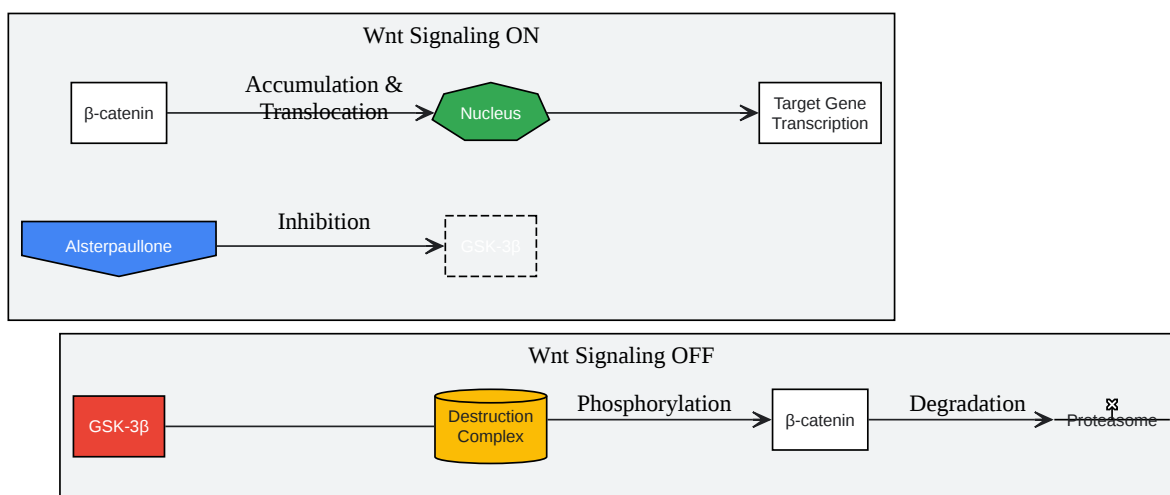 Wnt Signaling ON
Accumulation &
Translocation
β-catenin
Nucleus
Target Gene
Transcription
Inhibition
Alsterpaullone
GSK-3β
Wnt Signaling OFF
GSK-3β
Destruction
Complex
Phosphorylation
β-catenin
Degradation
Proteasome